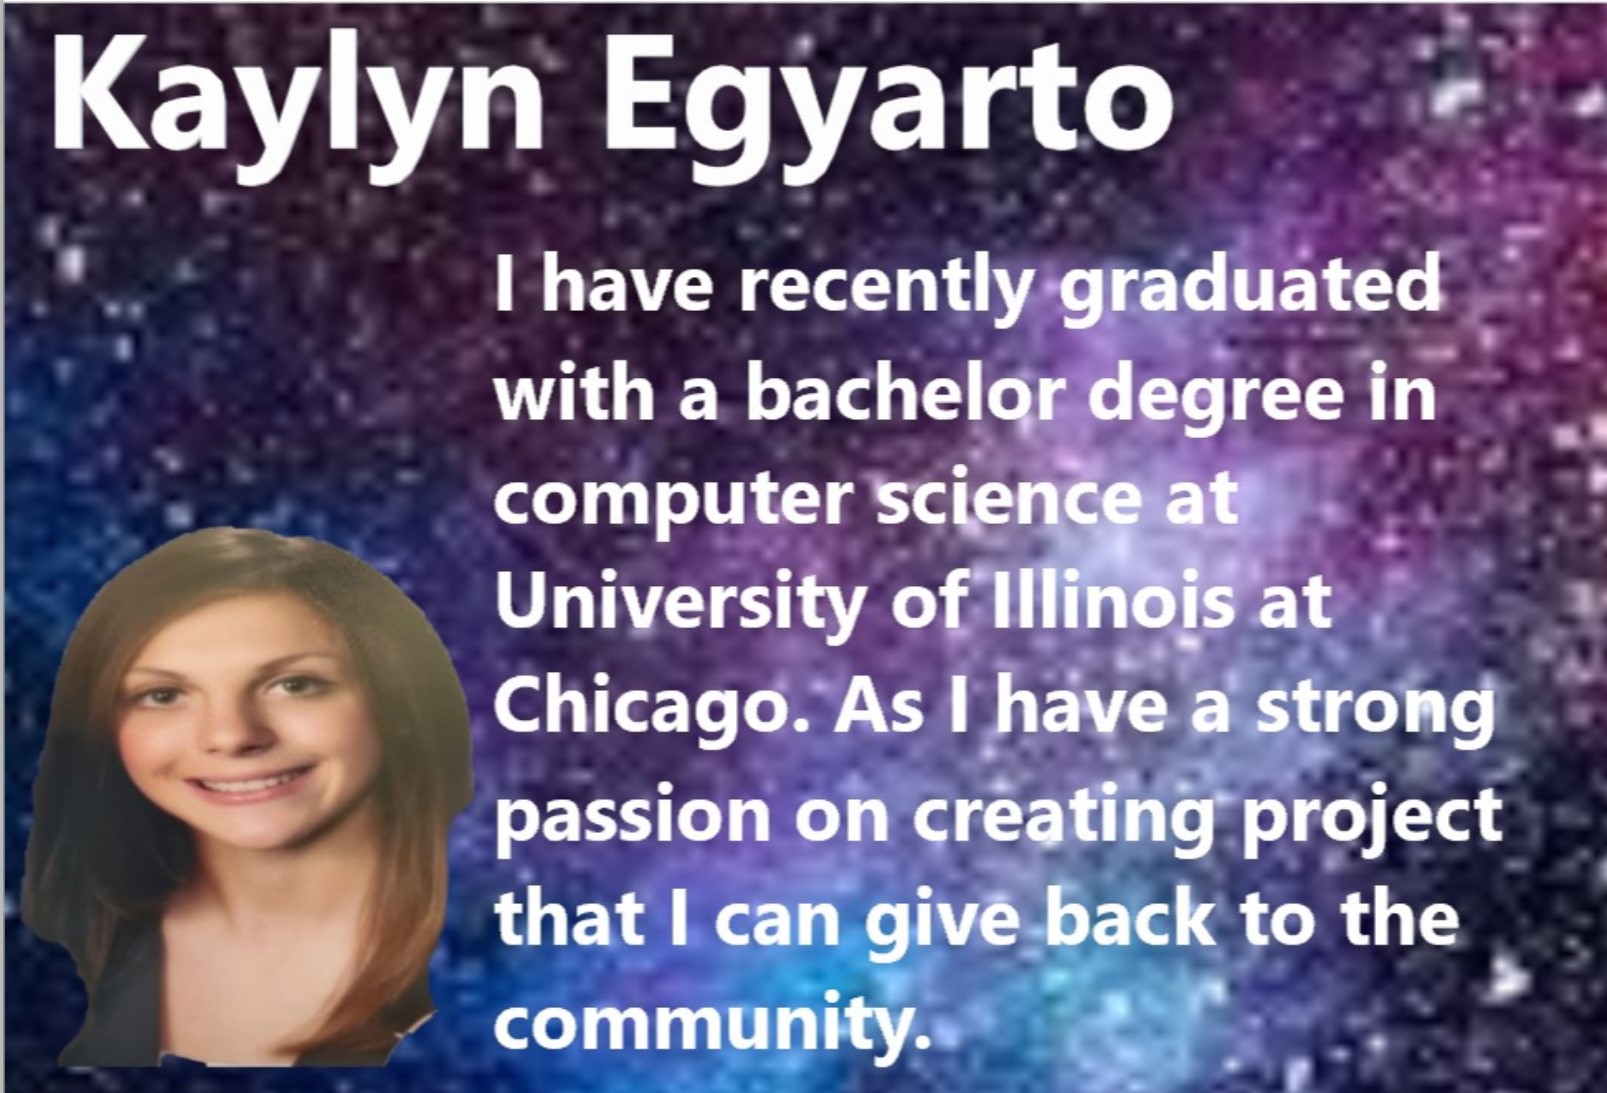 Kaylyn Egyarto
I have recently graduated
with a bachelor degree in
computer science at
University of Illinois at
Chicago. As I have a strong
passion on creating project
that I can give back to the
community.